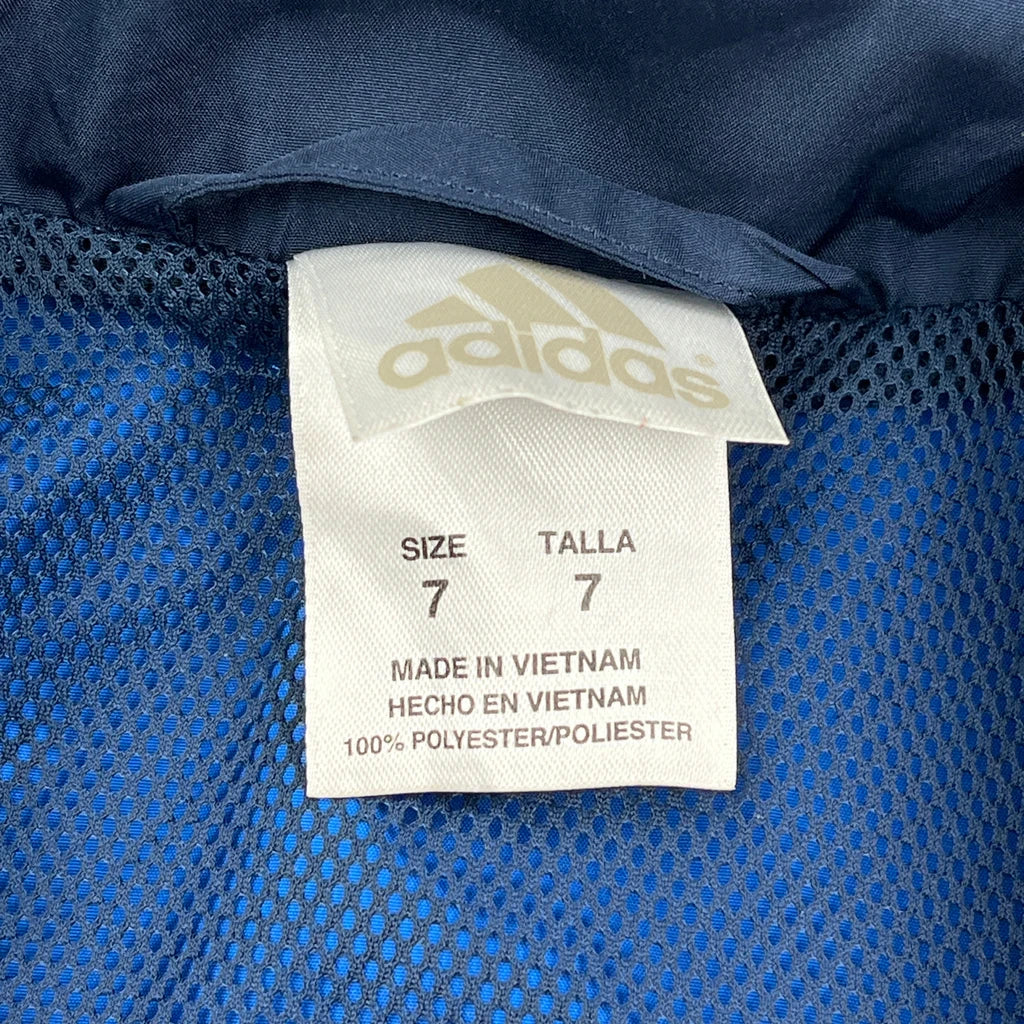 adidas®
SIZE TALLA
7 7
MADE IN VIETNAM
HECHO EN VIETNAM
100% POLYESTER/POLIESTER